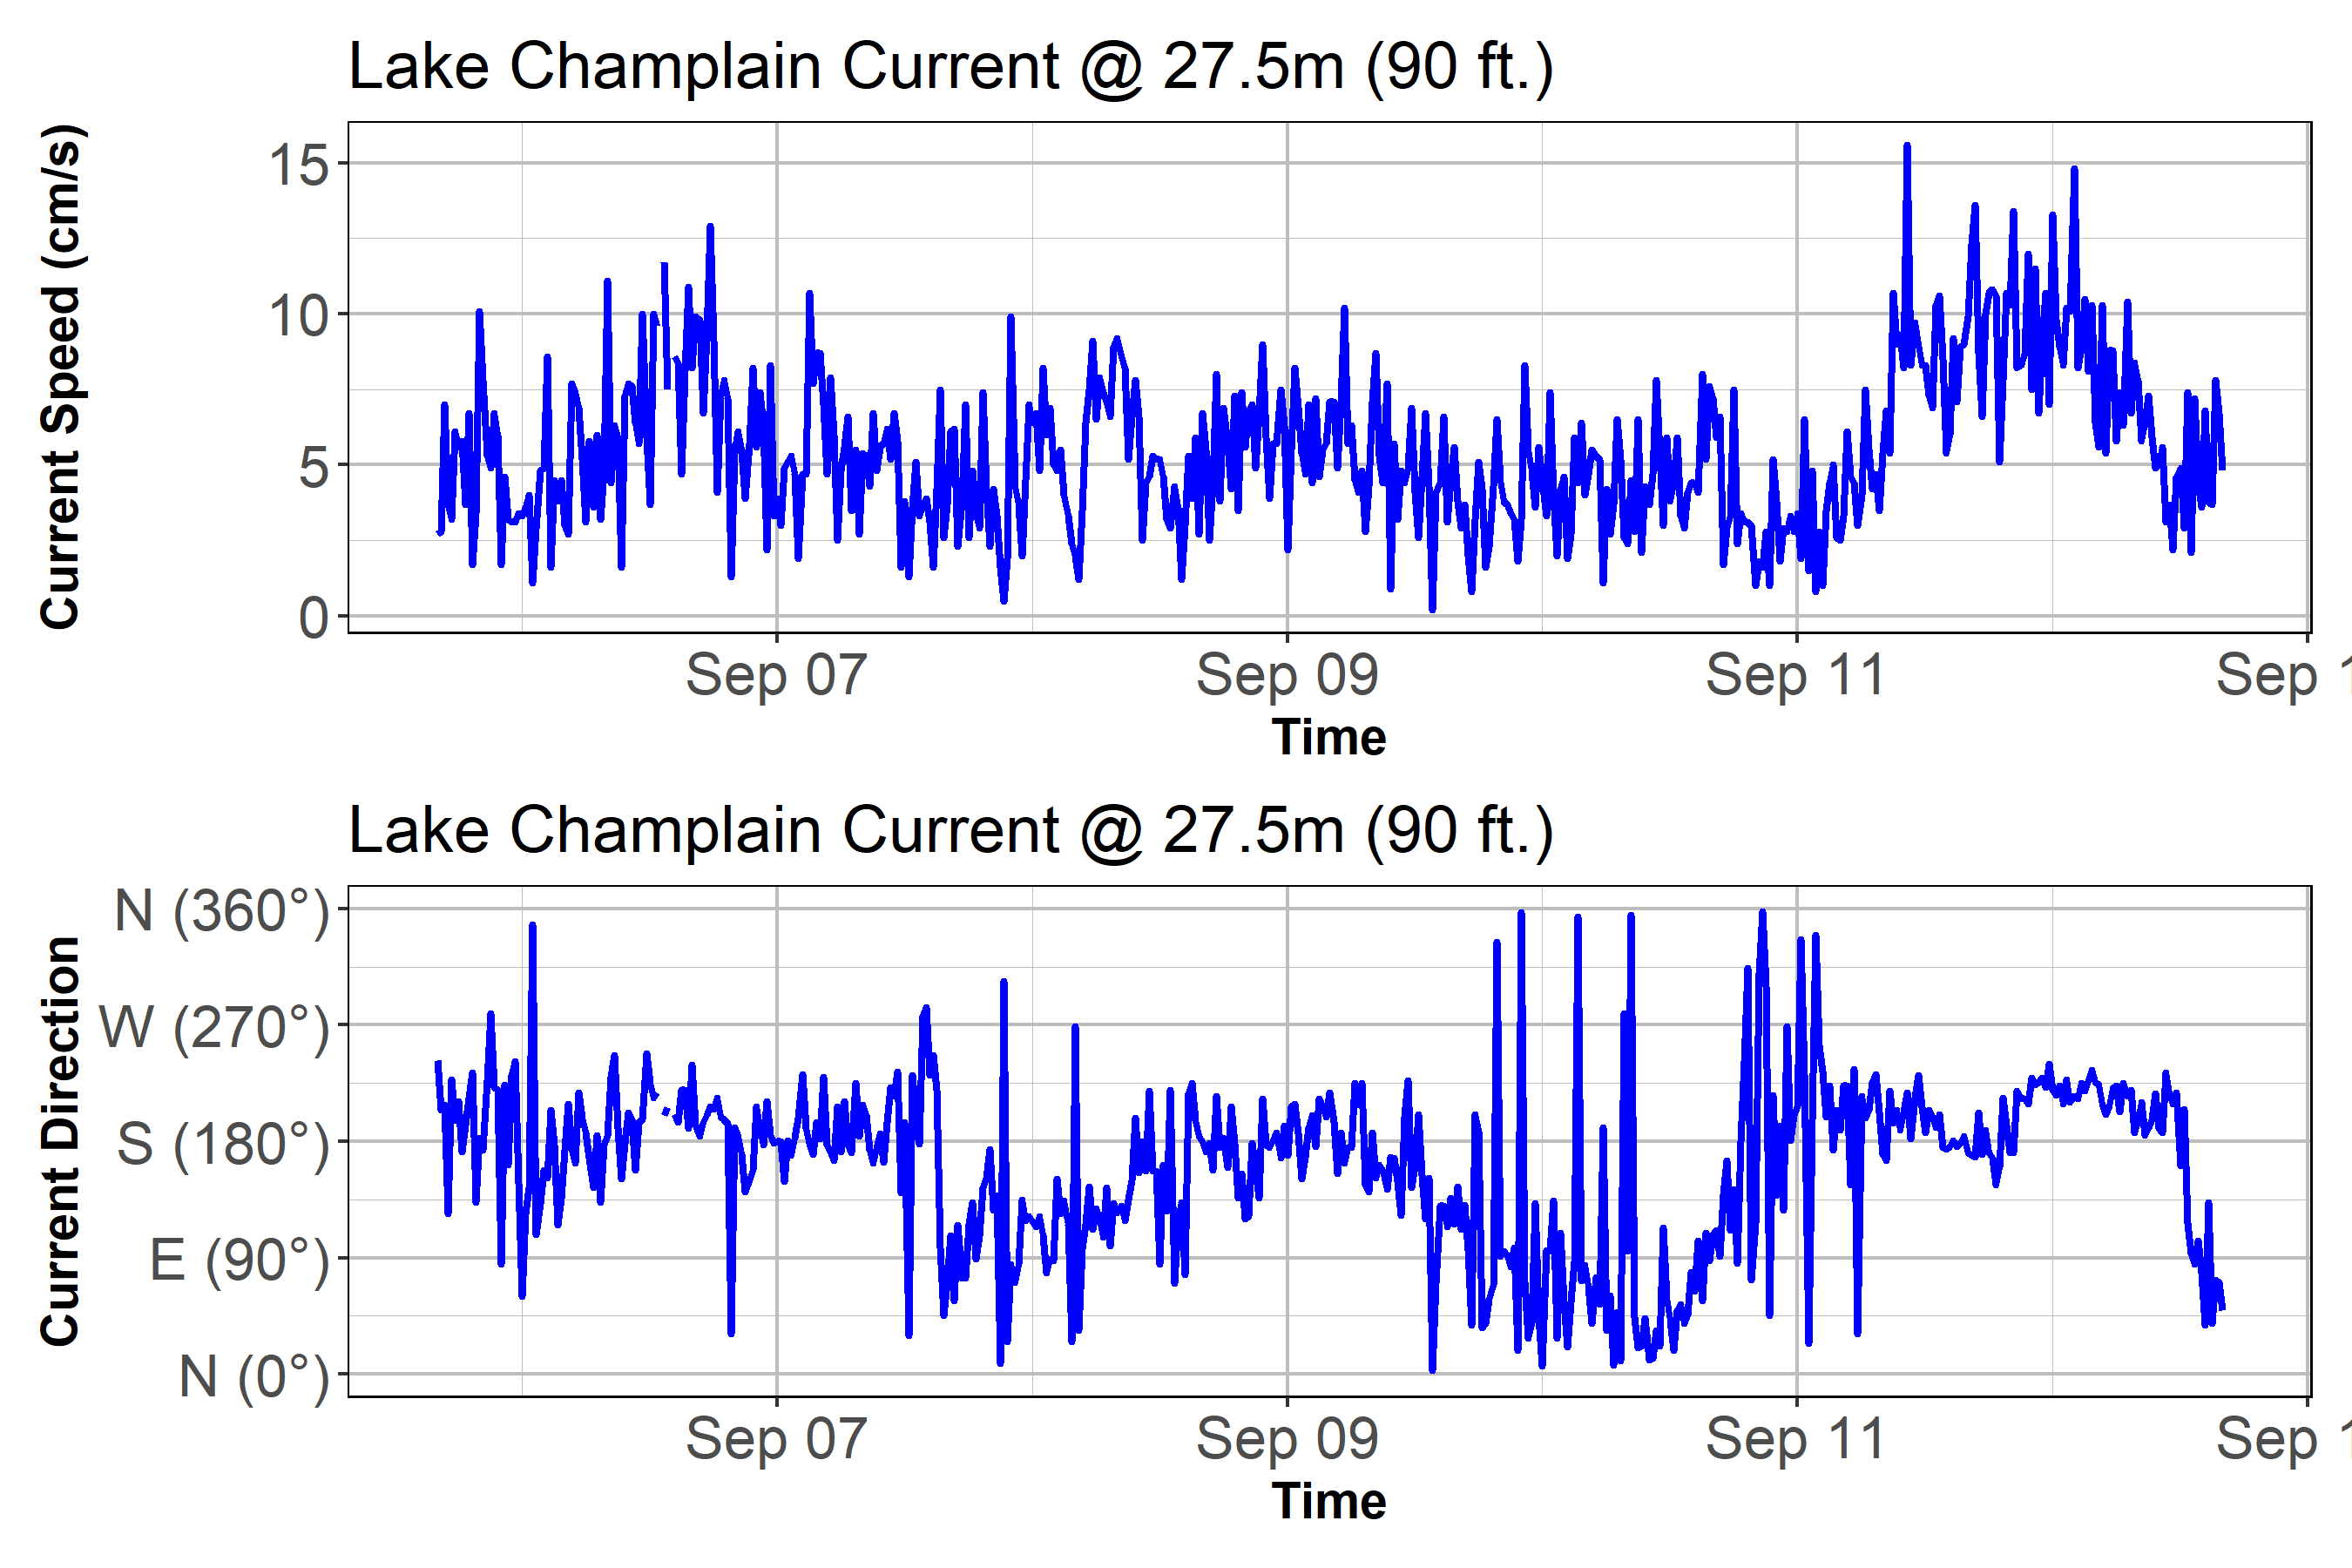 Lake Champlain Current @ 27.5m (90 ft.)
Current Speed (cm/s)
15
10
5
0
Sep 07 Sep 09 Sep 11 Sep 1
Time
Lake Champlain Current @ 27.5m (90 ft.)
Current Direction
N (360°)
W (270°)
S (180°)
E (90°)
N (0°)
Sep 07 Sep 09 Sep 11 Sep 1
Time